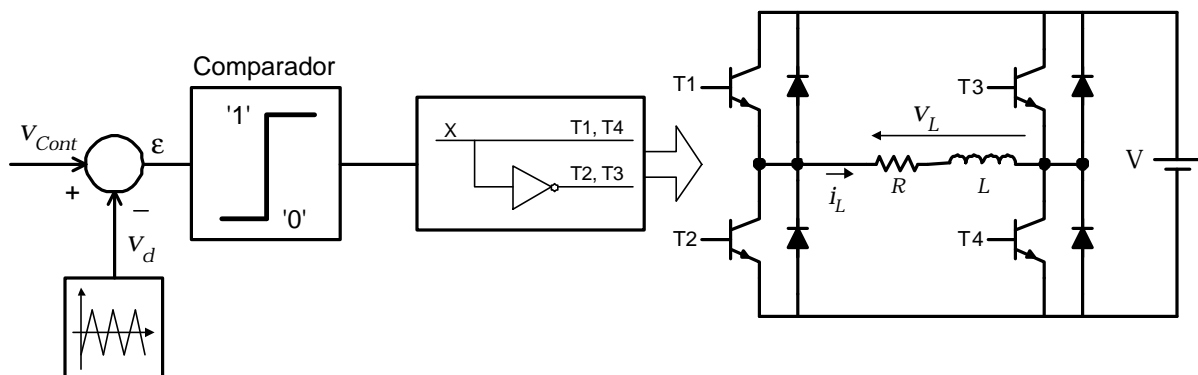 Comparador
'1'
'0'
v_Cont
+
−
ε
v_d
X
T1, T4
T2, T3
T1
T2
T3
T4
v_L
i_L
R
L
V